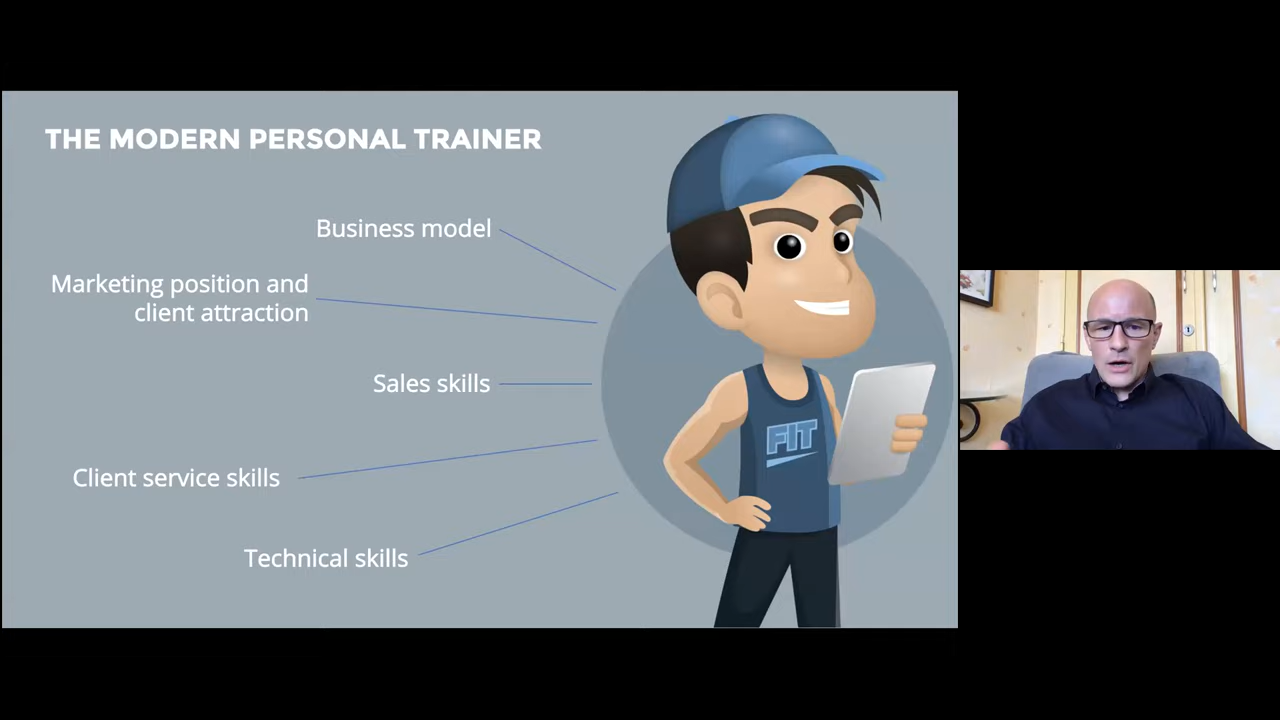 THE MODERN PERSONAL TRAINER
Business model
Marketing position and
client attraction
Sales skills
Client service skills
Technical skills
FIT